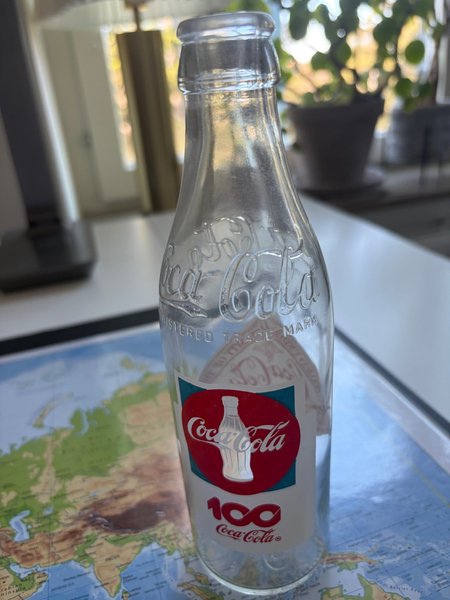 Coca-Cola
REGISTERED TRADE MARK
Coca-Cola
100
Coca-Cola®